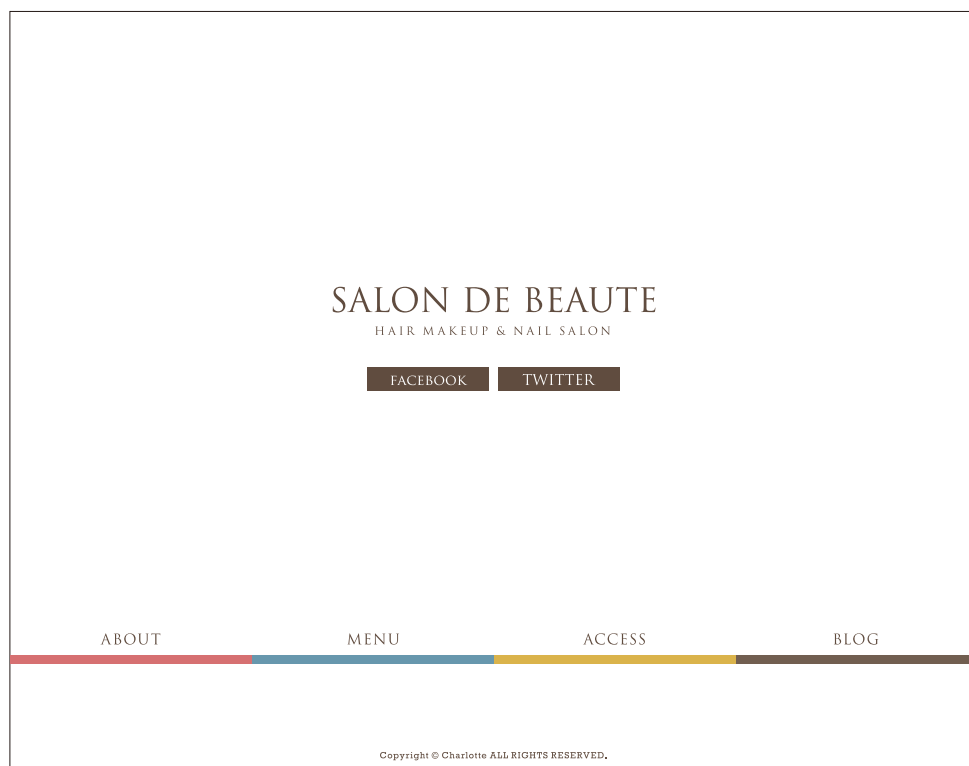 SALON DE BEAUTE
HAIR MAKEUP & NAIL SALON
FACEBOOK TWITTER
ABOUT MENU ACCESS BLOG
Copyright © Charlotte ALL RIGHTS RESERVED.